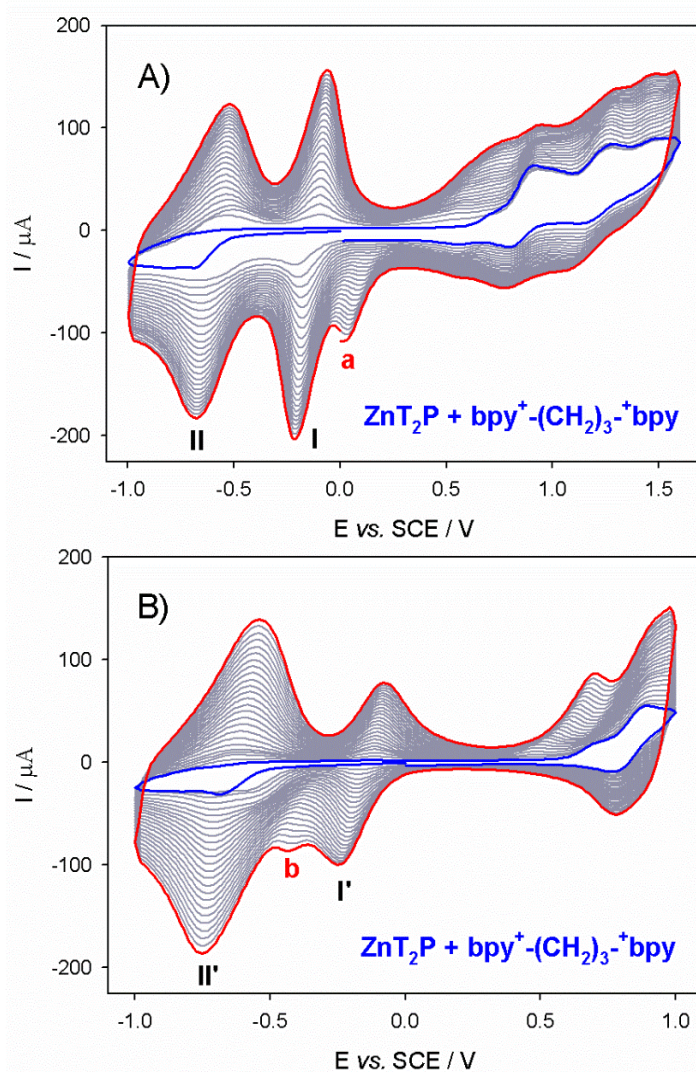 200
A)
100
0
I / µA
-100
a
ZnT₂P + bpy⁺-(CH₂)₃-⁺bpy
II
I
-200
-1.0 -0.5 0.0 0.5 1.0 1.5
E vs. SCE / V
200
B)
100
0
I / µA
b
-100
I'
ZnT₂P + bpy⁺-(CH₂)₃-⁺bpy
II'
-200
-1.0 -0.5 0.0 0.5 1.0
E vs. SCE / V